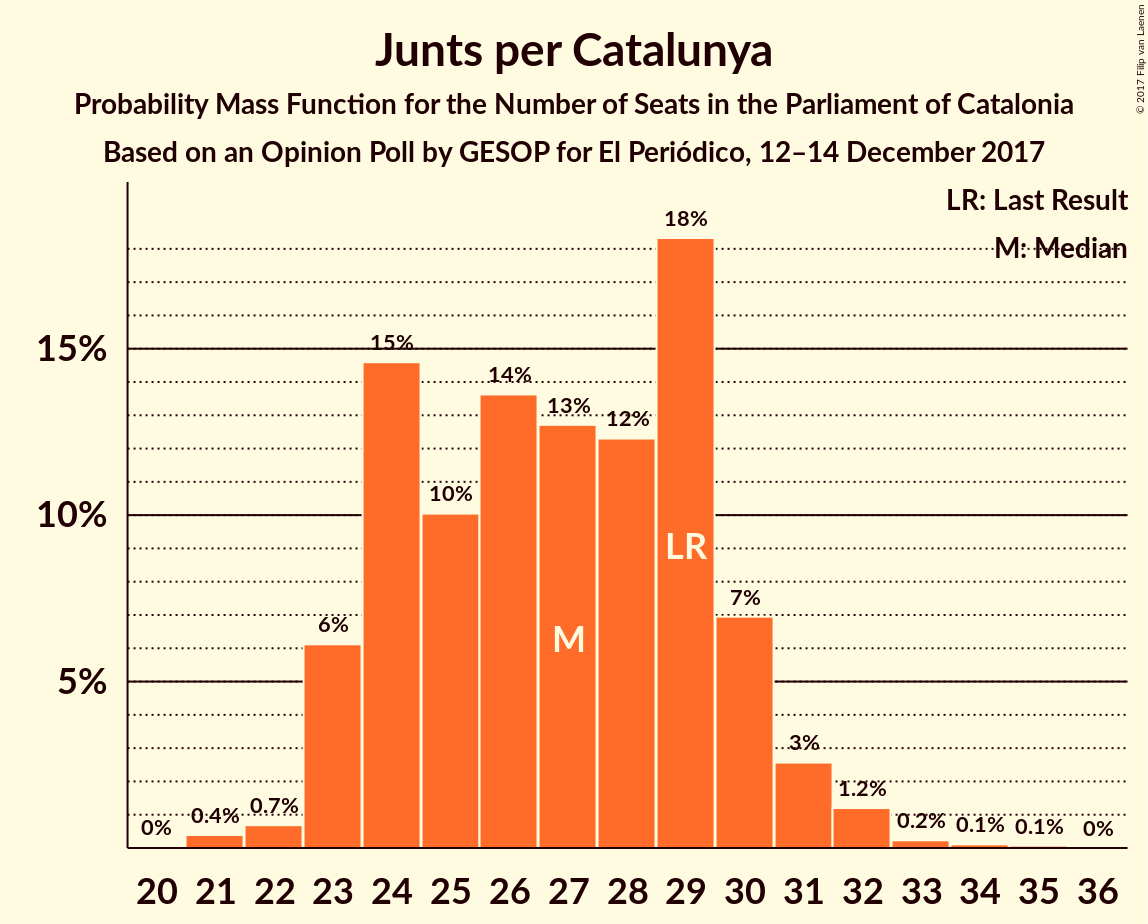 Junts per Catalunya
Probability Mass Function for the Number of Seats in the Parliament of Catalonia
Based on an Opinion Poll by GESOP for El Periódico, 12–14 December 2017
© 2017 Filip van Laenen
LR: Last Result
M: Median
18%
15%
15%
14%
13%
12%
10%
10%
LR
7%
6%
M
5%
3%
1.2%
0.7%
0.4%
0%
0.2%
0.1%
0.1%
0%
20 21 22 23 24 25 26 27 28 29 30 31 32 33 34 35 36